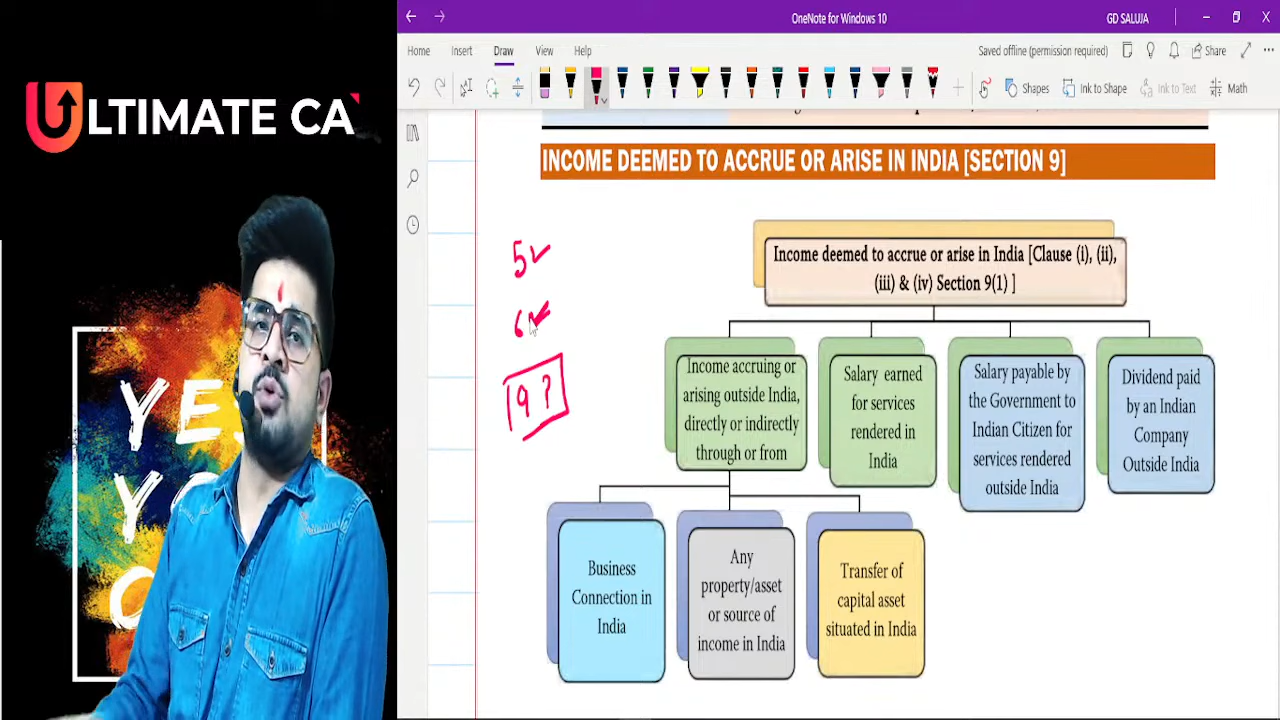 OneNote for Windows 10
GD SALUJA
Home Insert Draw View Help
Saved offline (permission required)
Share
Shapes
Ink to Shape
Ink to Text
Math
ULTIMATE CA
INCOME DEEMED TO ACCRUE OR ARISE IN INDIA [SECTION 9]
5✓
6✓
9 ?
Income deemed to accrue or arise in India [Clause (i), (ii),
(iii) & (iv) Section 9(1) ]
Income accruing or
arising outside India,
directly or indirectly
through or from
Salary earned
for services
rendered in
India
Salary payable by
the Government to
Indian Citizen for
services rendered
outside India
Dividend paid
by an Indian
Company
Outside India
Business
Connection in
India
Any
property/asset
or source of
income in India
Transfer of
capital asset
situated in India
YES